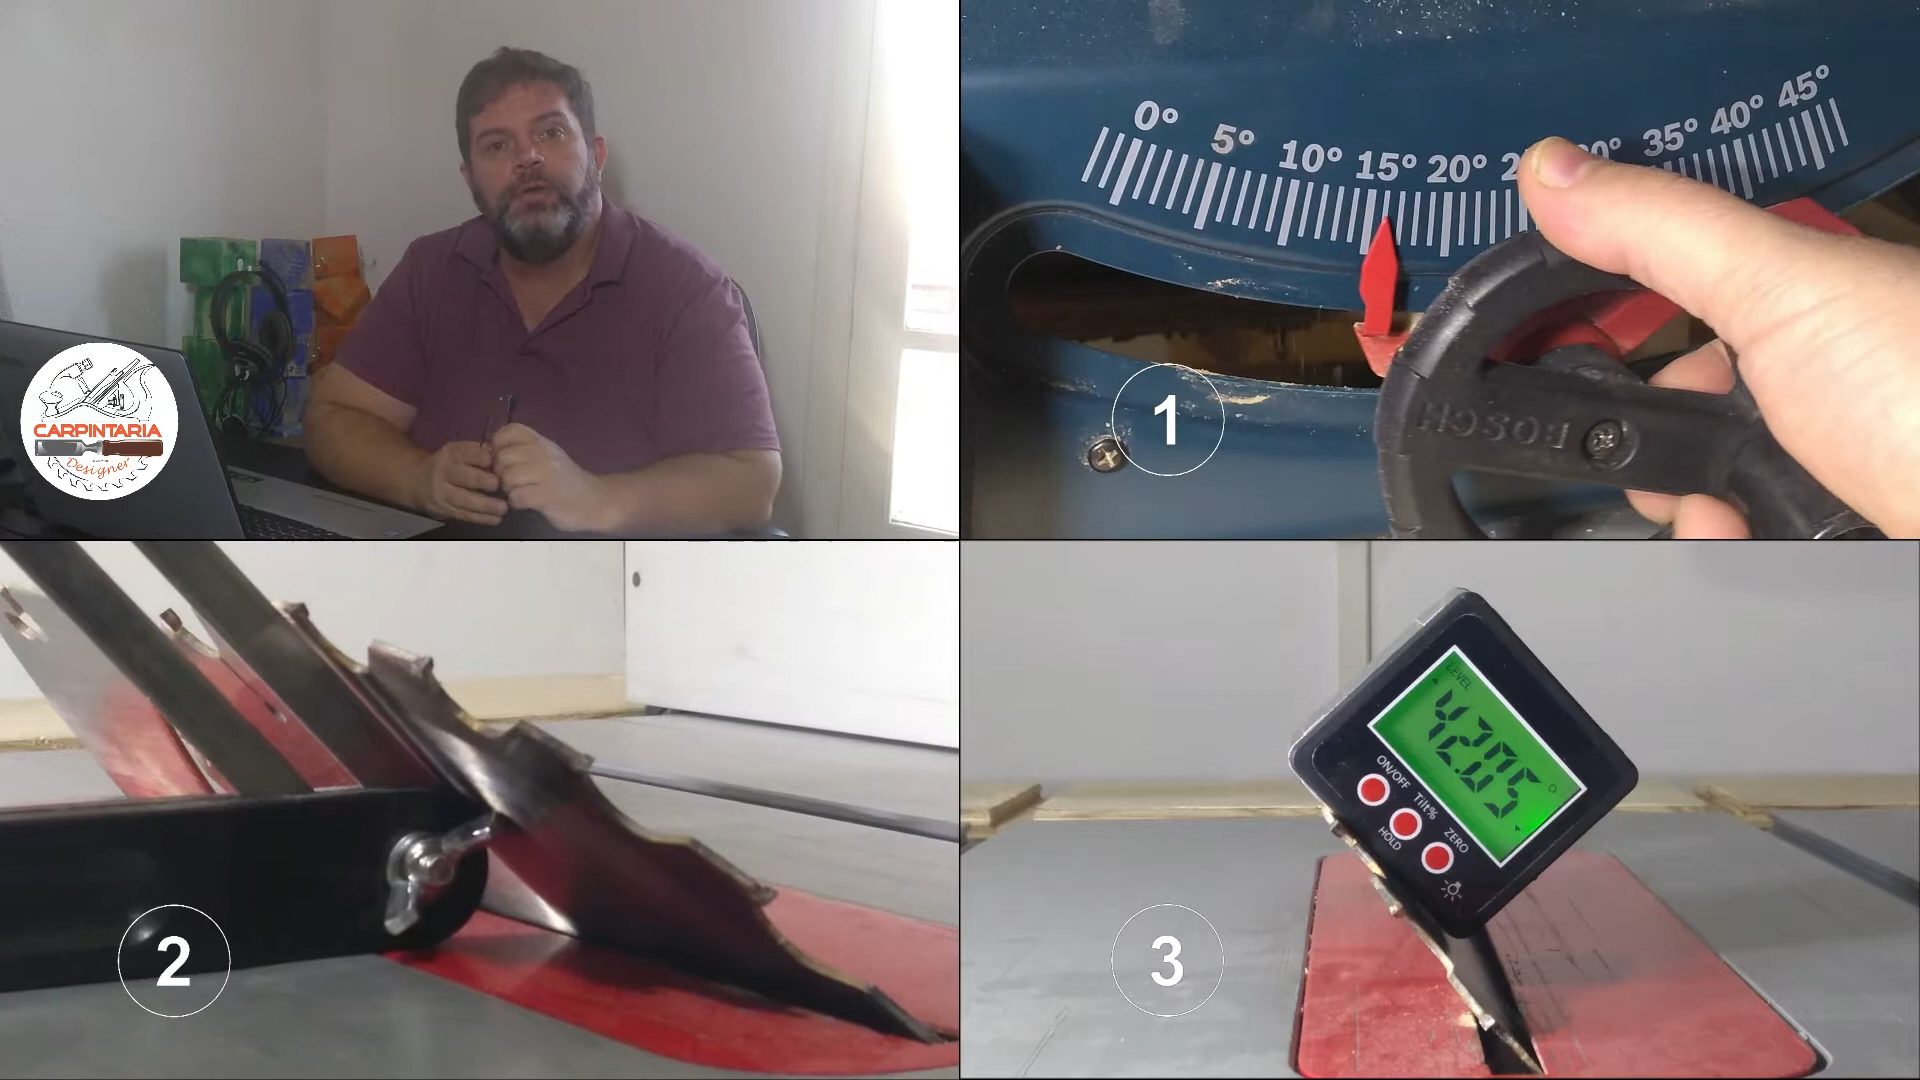 CARPINTARIA
Designer
0° 5° 10° 15° 20° 35° 40° 45°
BOSCH
1
2
LEVEL
42.05°
ON/OFF
Tilt%
HOLD
ZERO
3